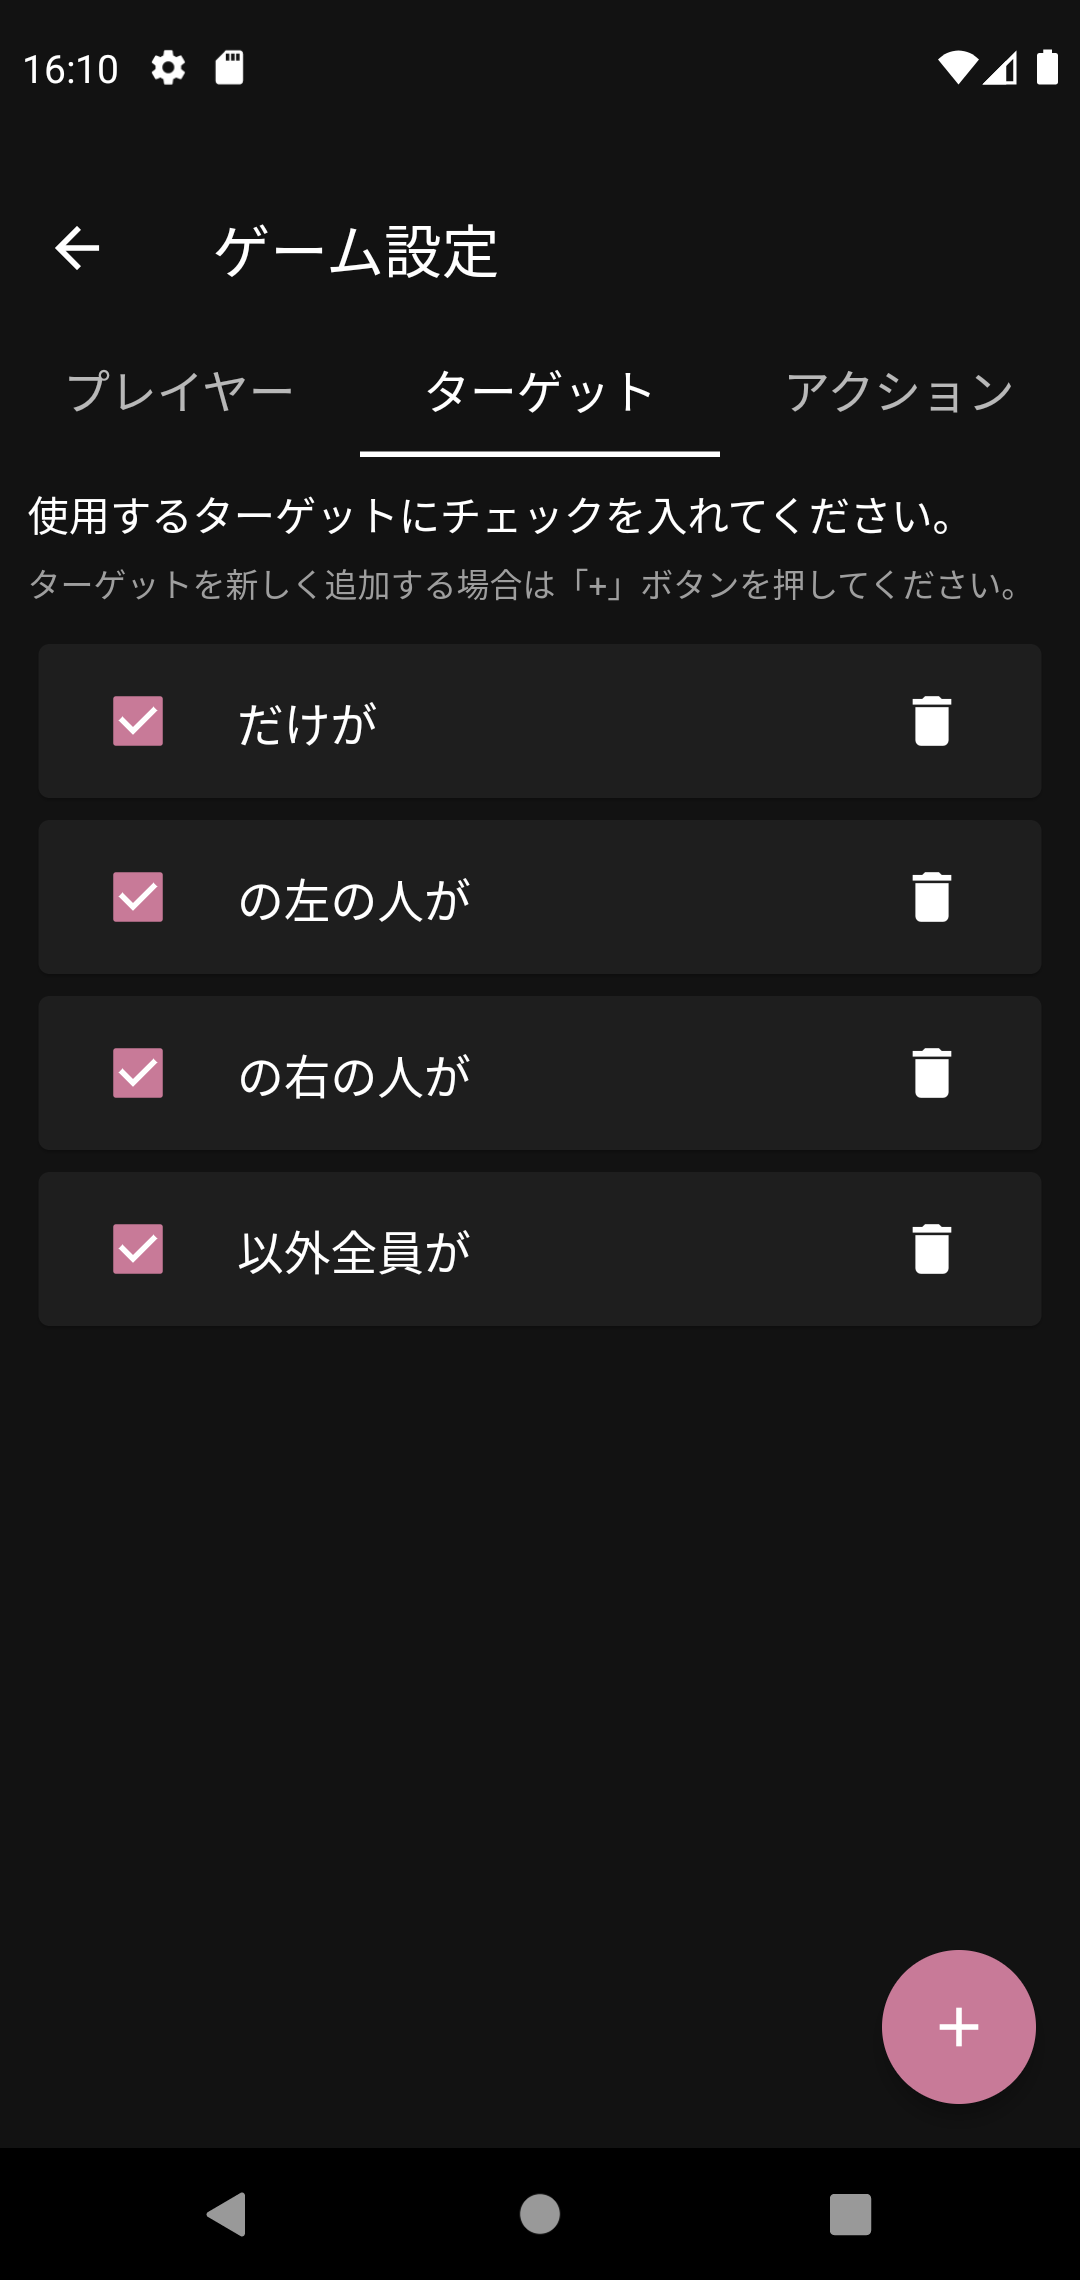 16:10
ゲーム設定
プレイヤー ターゲット アクション
使用するターゲットにチェックを入れてください。
ターゲットを新しく追加する場合は「+」ボタンを押してください。
だけが
の左の人が
の右の人が
以外全員が